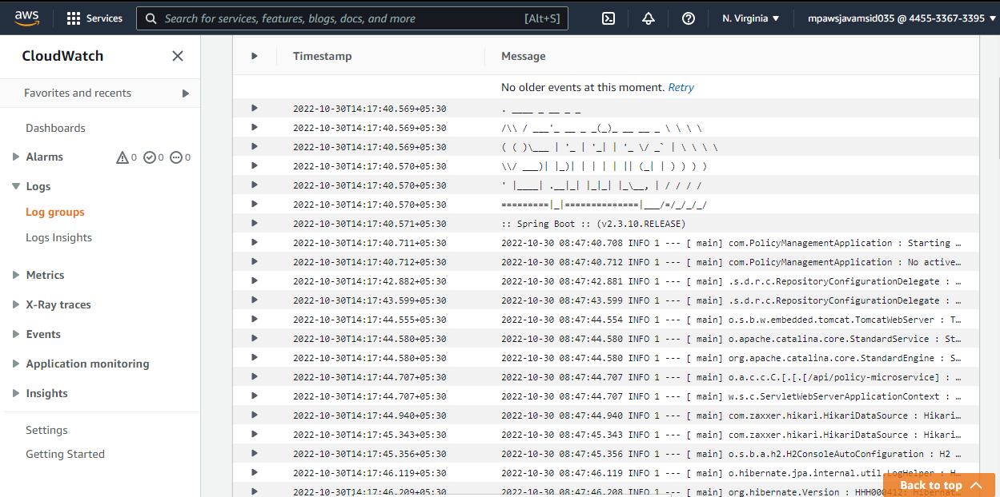 aws
Services
Search for services, features, blogs, docs, and more
[Alt+S]
N. Virginia
mpawsjavamsid035 @ 4455-3367-3395
CloudWatch
Favorites and recents
Dashboards
Alarms 0 0 0
Logs
Log groups
Logs Insights
Metrics
X-Ray traces
Events
Application monitoring
Insights
Settings
Getting Started
Timestamp Message
No older events at this moment. Retry
2022-10-30T14:17:40.569+05:30 . ____ _ __ _ _
2022-10-30T14:17:40.569+05:30 /\\ / ___'_ __ _ _(_)_ __ __ _ \ \ \ \
2022-10-30T14:17:40.569+05:30 ( ( )\___ | '_ | '_| | '_ \/ _` | \ \ \ \
2022-10-30T14:17:40.570+05:30 \\/ ___)| |_)| | | | | || (_| | ) ) ) )
2022-10-30T14:17:40.570+05:30 ' |____| .__|_| |_|_| |_\__, | / / / /
2022-10-30T14:17:40.570+05:30 =========|_|==============|___/=/_/_/_/
2022-10-30T14:17:40.571+05:30 :: Spring Boot :: (v2.3.10.RELEASE)
2022-10-30T14:17:40.711+05:30 2022-10-30 08:47:40.708 INFO 1 --- [ main] com.PolicyManagementApplication : Starting …
2022-10-30T14:17:40.712+05:30 2022-10-30 08:47:40.712 INFO 1 --- [ main] com.PolicyManagementApplication : No active…
2022-10-30T14:17:42.882+05:30 2022-10-30 08:47:42.881 INFO 1 --- [ main] .s.d.r.c.RepositoryConfigurationDelegate : …
2022-10-30T14:17:43.599+05:30 2022-10-30 08:47:43.599 INFO 1 --- [ main] .s.d.r.c.RepositoryConfigurationDelegate : …
2022-10-30T14:17:44.555+05:30 2022-10-30 08:47:44.554 INFO 1 --- [ main] o.s.b.w.embedded.tomcat.TomcatWebServer : T…
2022-10-30T14:17:44.580+05:30 2022-10-30 08:47:44.580 INFO 1 --- [ main] o.apache.catalina.core.StandardService : St…
2022-10-30T14:17:44.580+05:30 2022-10-30 08:47:44.580 INFO 1 --- [ main] org.apache.catalina.core.StandardEngine : S…
2022-10-30T14:17:44.707+05:30 2022-10-30 08:47:44.707 INFO 1 --- [ main] o.a.c.c.C.[.[.[/api/policy-microservice] : …
2022-10-30T14:17:44.707+05:30 2022-10-30 08:47:44.707 INFO 1 --- [ main] w.s.c.ServletWebServerApplicationContext : …
2022-10-30T14:17:44.940+05:30 2022-10-30 08:47:44.940 INFO 1 --- [ main] com.zaxxer.hikari.HikariDataSource : Hikari…
2022-10-30T14:17:45.343+05:30 2022-10-30 08:47:45.343 INFO 1 --- [ main] com.zaxxer.hikari.HikariDataSource : Hikari…
2022-10-30T14:17:45.356+05:30 2022-10-30 08:47:45.356 INFO 1 --- [ main] o.s.b.a.h2.H2ConsoleAutoConfiguration : H2 …
2022-10-30T14:17:46.119+05:30 2022-10-30 08:47:46.119 INFO 1 --- [ main] o.hibernate.jpa.internal.util.LogHelper : H…
2022-10-30T14:17:46.209+05:30 2022-10-30 08:47:46.208 INFO 1 --- [ main] org.hibernate.Version : HHH000412: Hibernat…
Back to top